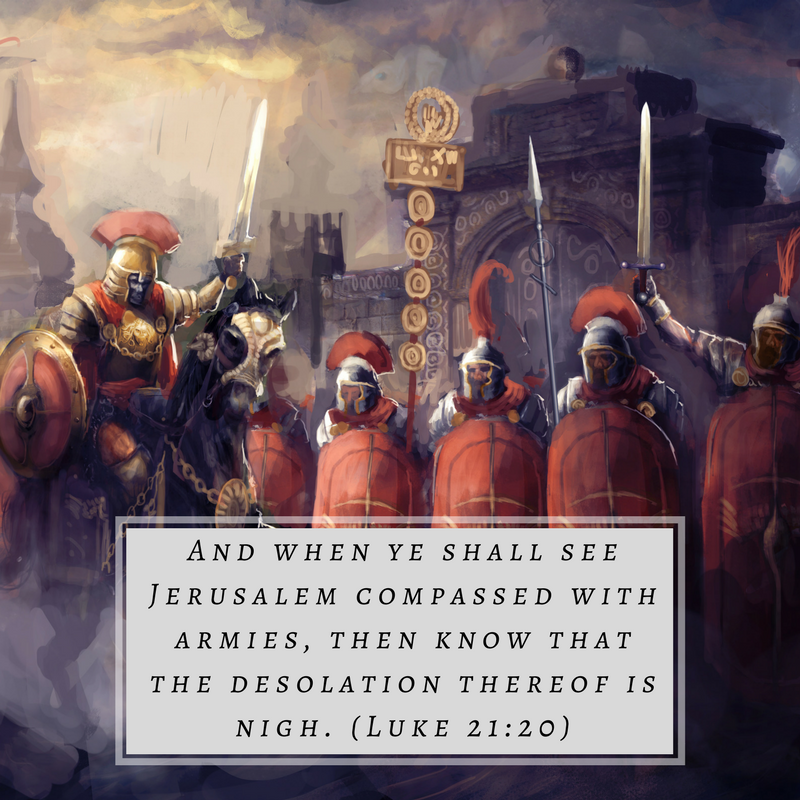 And when ye shall see
Jerusalem compassed with
armies, then know that
the desolation thereof is
nigh. (Luke 21:20)